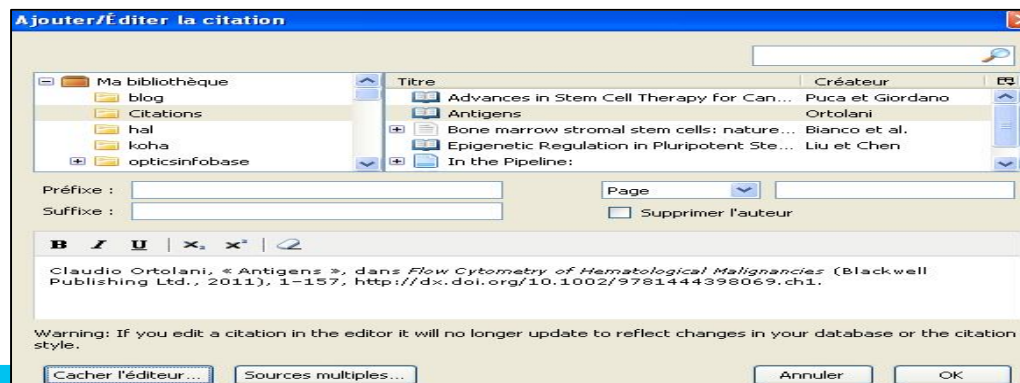 Ajouter/Éditer la citation
Ma bibliothèque
blog
Citations
hal
koha
opticsinfobase
Titre Créateur
Advances in Stem Cell Therapy for Can... Puca et Giordano
Antigens Ortolani
Bone marrow stromal stem cells: nature... Bianco et al.
Epigenetic Regulation in Pluripotent Ste... Liu et Chen
In the Pipeline:
Préfixe : Page
Suffixe : Supprimer l'auteur
B I U X₂ X²
Claudio Ortolani, « Antigens », dans Flow Cytometry of Hematological Malignancies (Blackwell
Publishing Ltd., 2011), 1–157, http://dx.doi.org/10.1002/9781444398069.ch1.
Warning: If you edit a citation in the editor it will no longer update to reflect changes in your database or the citation
style.
Cacher l'éditeur... Sources multiples... Annuler OK